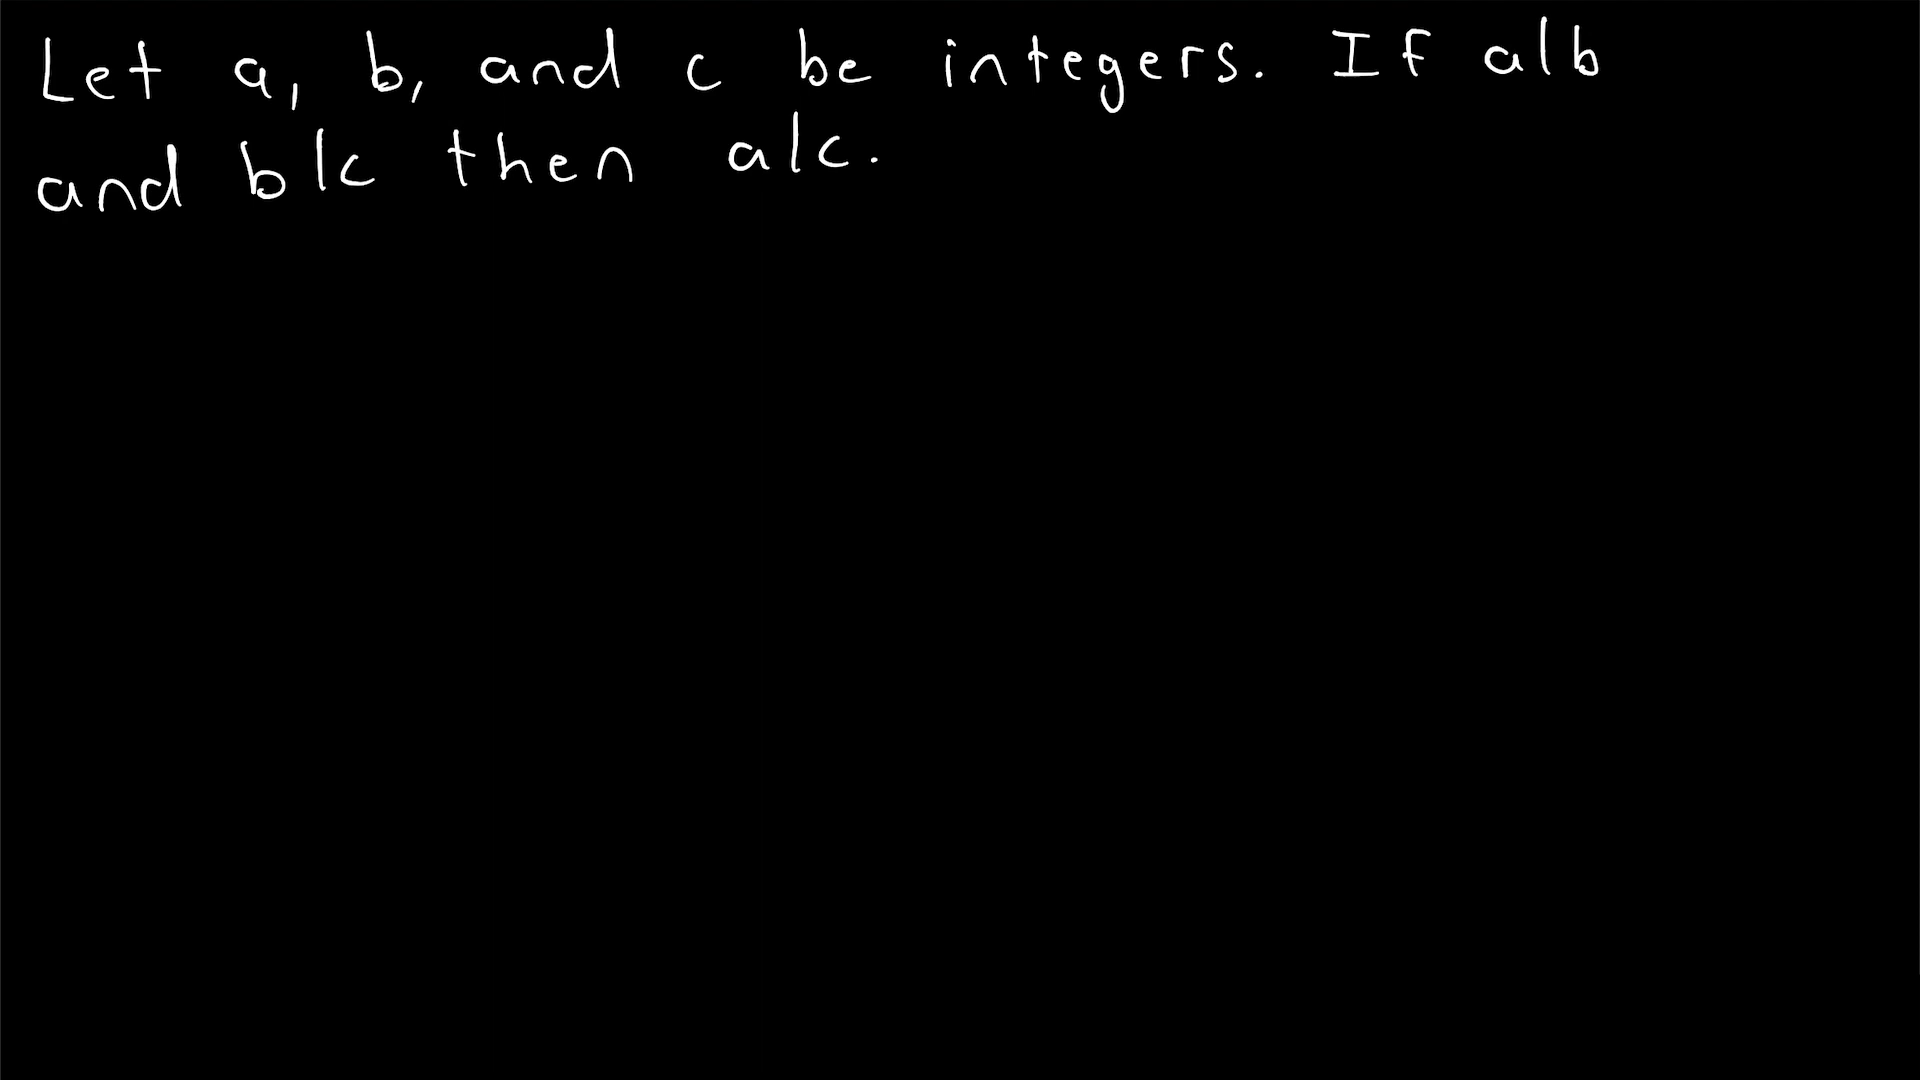 Let a, b, and c be integers. If a|b
and b|c then a|c.